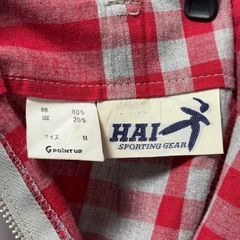 綿 80%
麻 20%
サイズ M
POINT UP
HAI
SPORTING GEAR